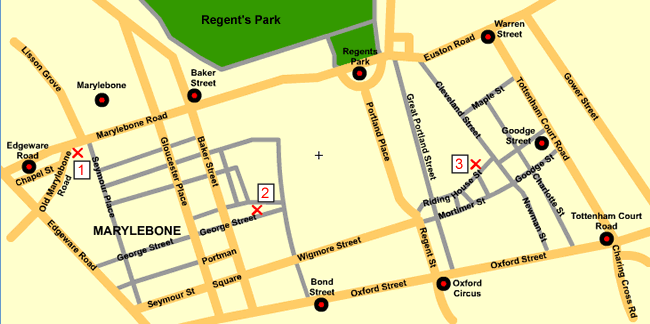 Regent's Park
Lisson Grove
Marylebone
Baker
Street
Regents
Park
Euston Road
Warren
Street
Marylebone Road
Edgeware
Road
Chapel St
Old Marylebone
Road
1
Seymour Place
Gloucester Place
Baker Street
2
Portland Place
Great Portland Street
Cleveland Street
Maple St
Tottenham Court Road
Gower Street
Goodge
Street
Goodge St
3
Riding House St
Mortimer St
Charlotte St
Newman St
MARYLEBONE
Edgeware Road
George Street
George Street
Portman
Square
Wigmore Street
Seymour St
Bond
Street
Oxford Street
Regent St
Oxford
Circus
Oxford Street
Tottenham Court
Road
Charing Cross Rd